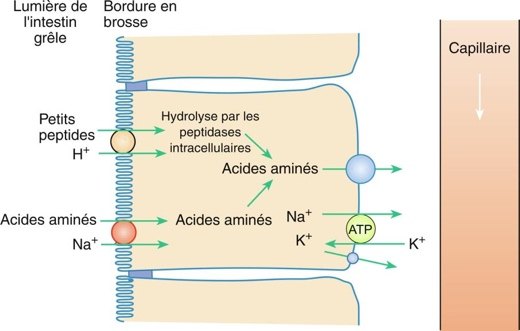 Lumière de
l'intestin
grêle
Bordure en
brosse
Capillaire
Petits
peptides
H+
Hydrolyse par les
peptidases
intracellulaires
Acides aminés
Acides aminés
Na+
Acides aminés
Na+
K+
ATP
K+